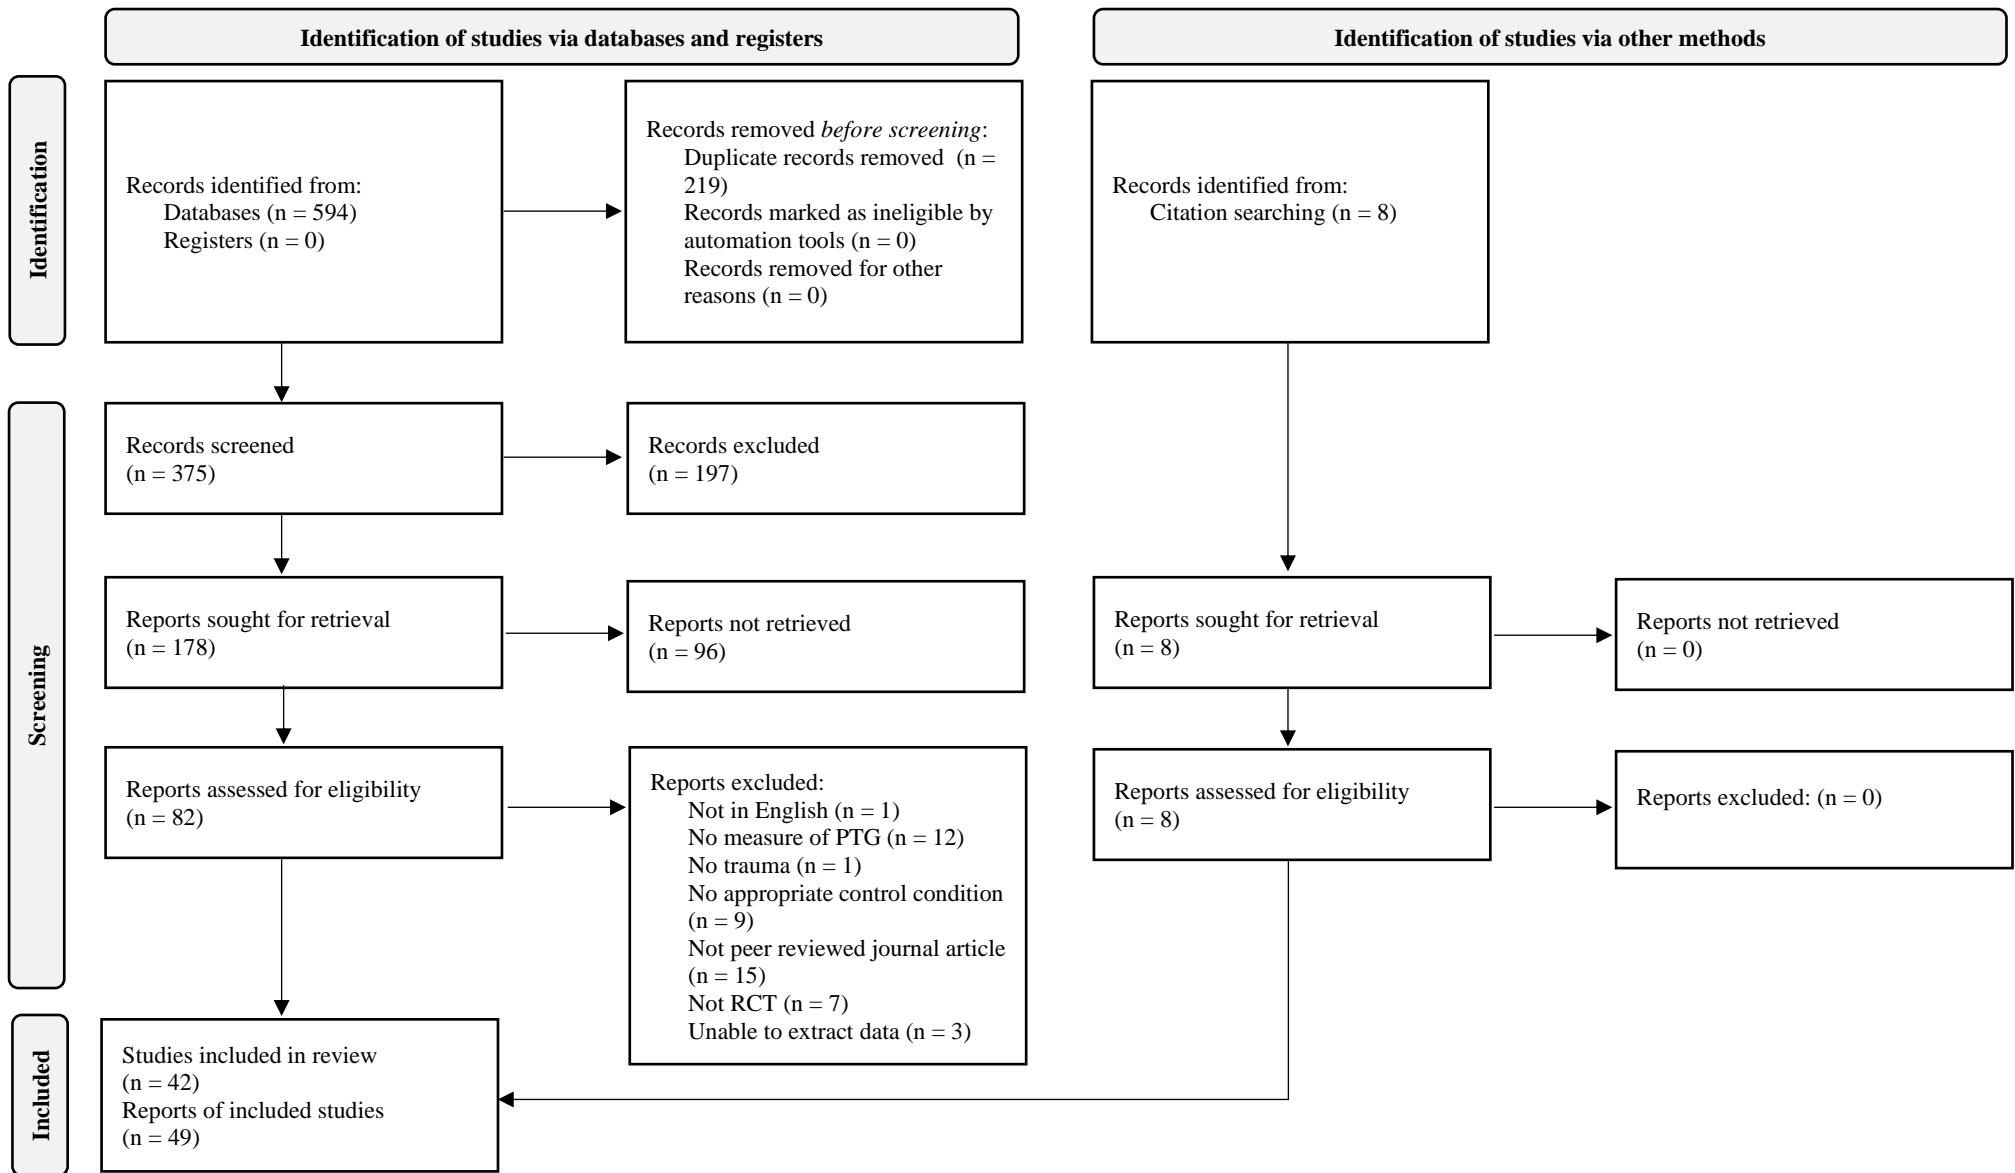 Identification of studies via databases and registers
Identification of studies via other methods
Identification
Records identified from:
Databases (n = 594)
Registers (n = 0)
Records removed before screening:
Duplicate records removed  (n =
219)
Records marked as ineligible by
automation tools (n = 0)
Records removed for other
reasons (n = 0)
Records identified from:
Citation searching (n = 8)
Screening
Records screened
(n = 375)
Records excluded
(n = 197)
Reports sought for retrieval
(n = 178)
Reports not retrieved
(n = 96)
Reports sought for retrieval
(n = 8)
Reports not retrieved
(n = 0)
Reports assessed for eligibility
(n = 82)
Reports excluded:
Not in English (n = 1)
No measure of PTG (n = 12)
No trauma (n = 1)
No appropriate control condition
(n = 9)
Not peer reviewed journal article
(n = 15)
Not RCT (n = 7)
Unable to extract data (n = 3)
Reports assessed for eligibility
(n = 8)
Reports excluded: (n = 0)
Included
Studies included in review
(n = 42)
Reports of included studies
(n = 49)